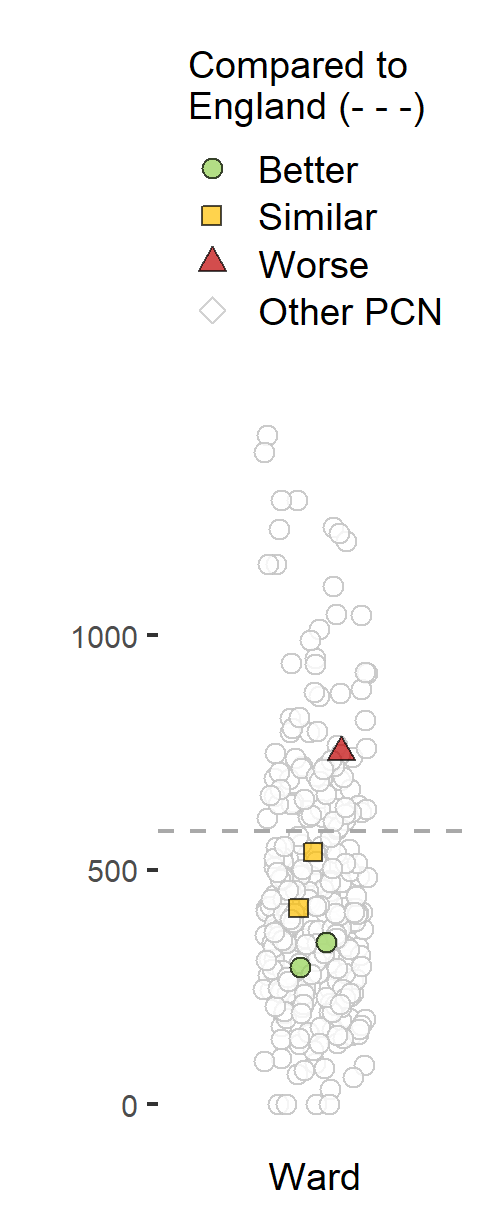 Compared to
England (- - -)
Better
Similar
Worse
Other PCN
1000
500
0
Ward